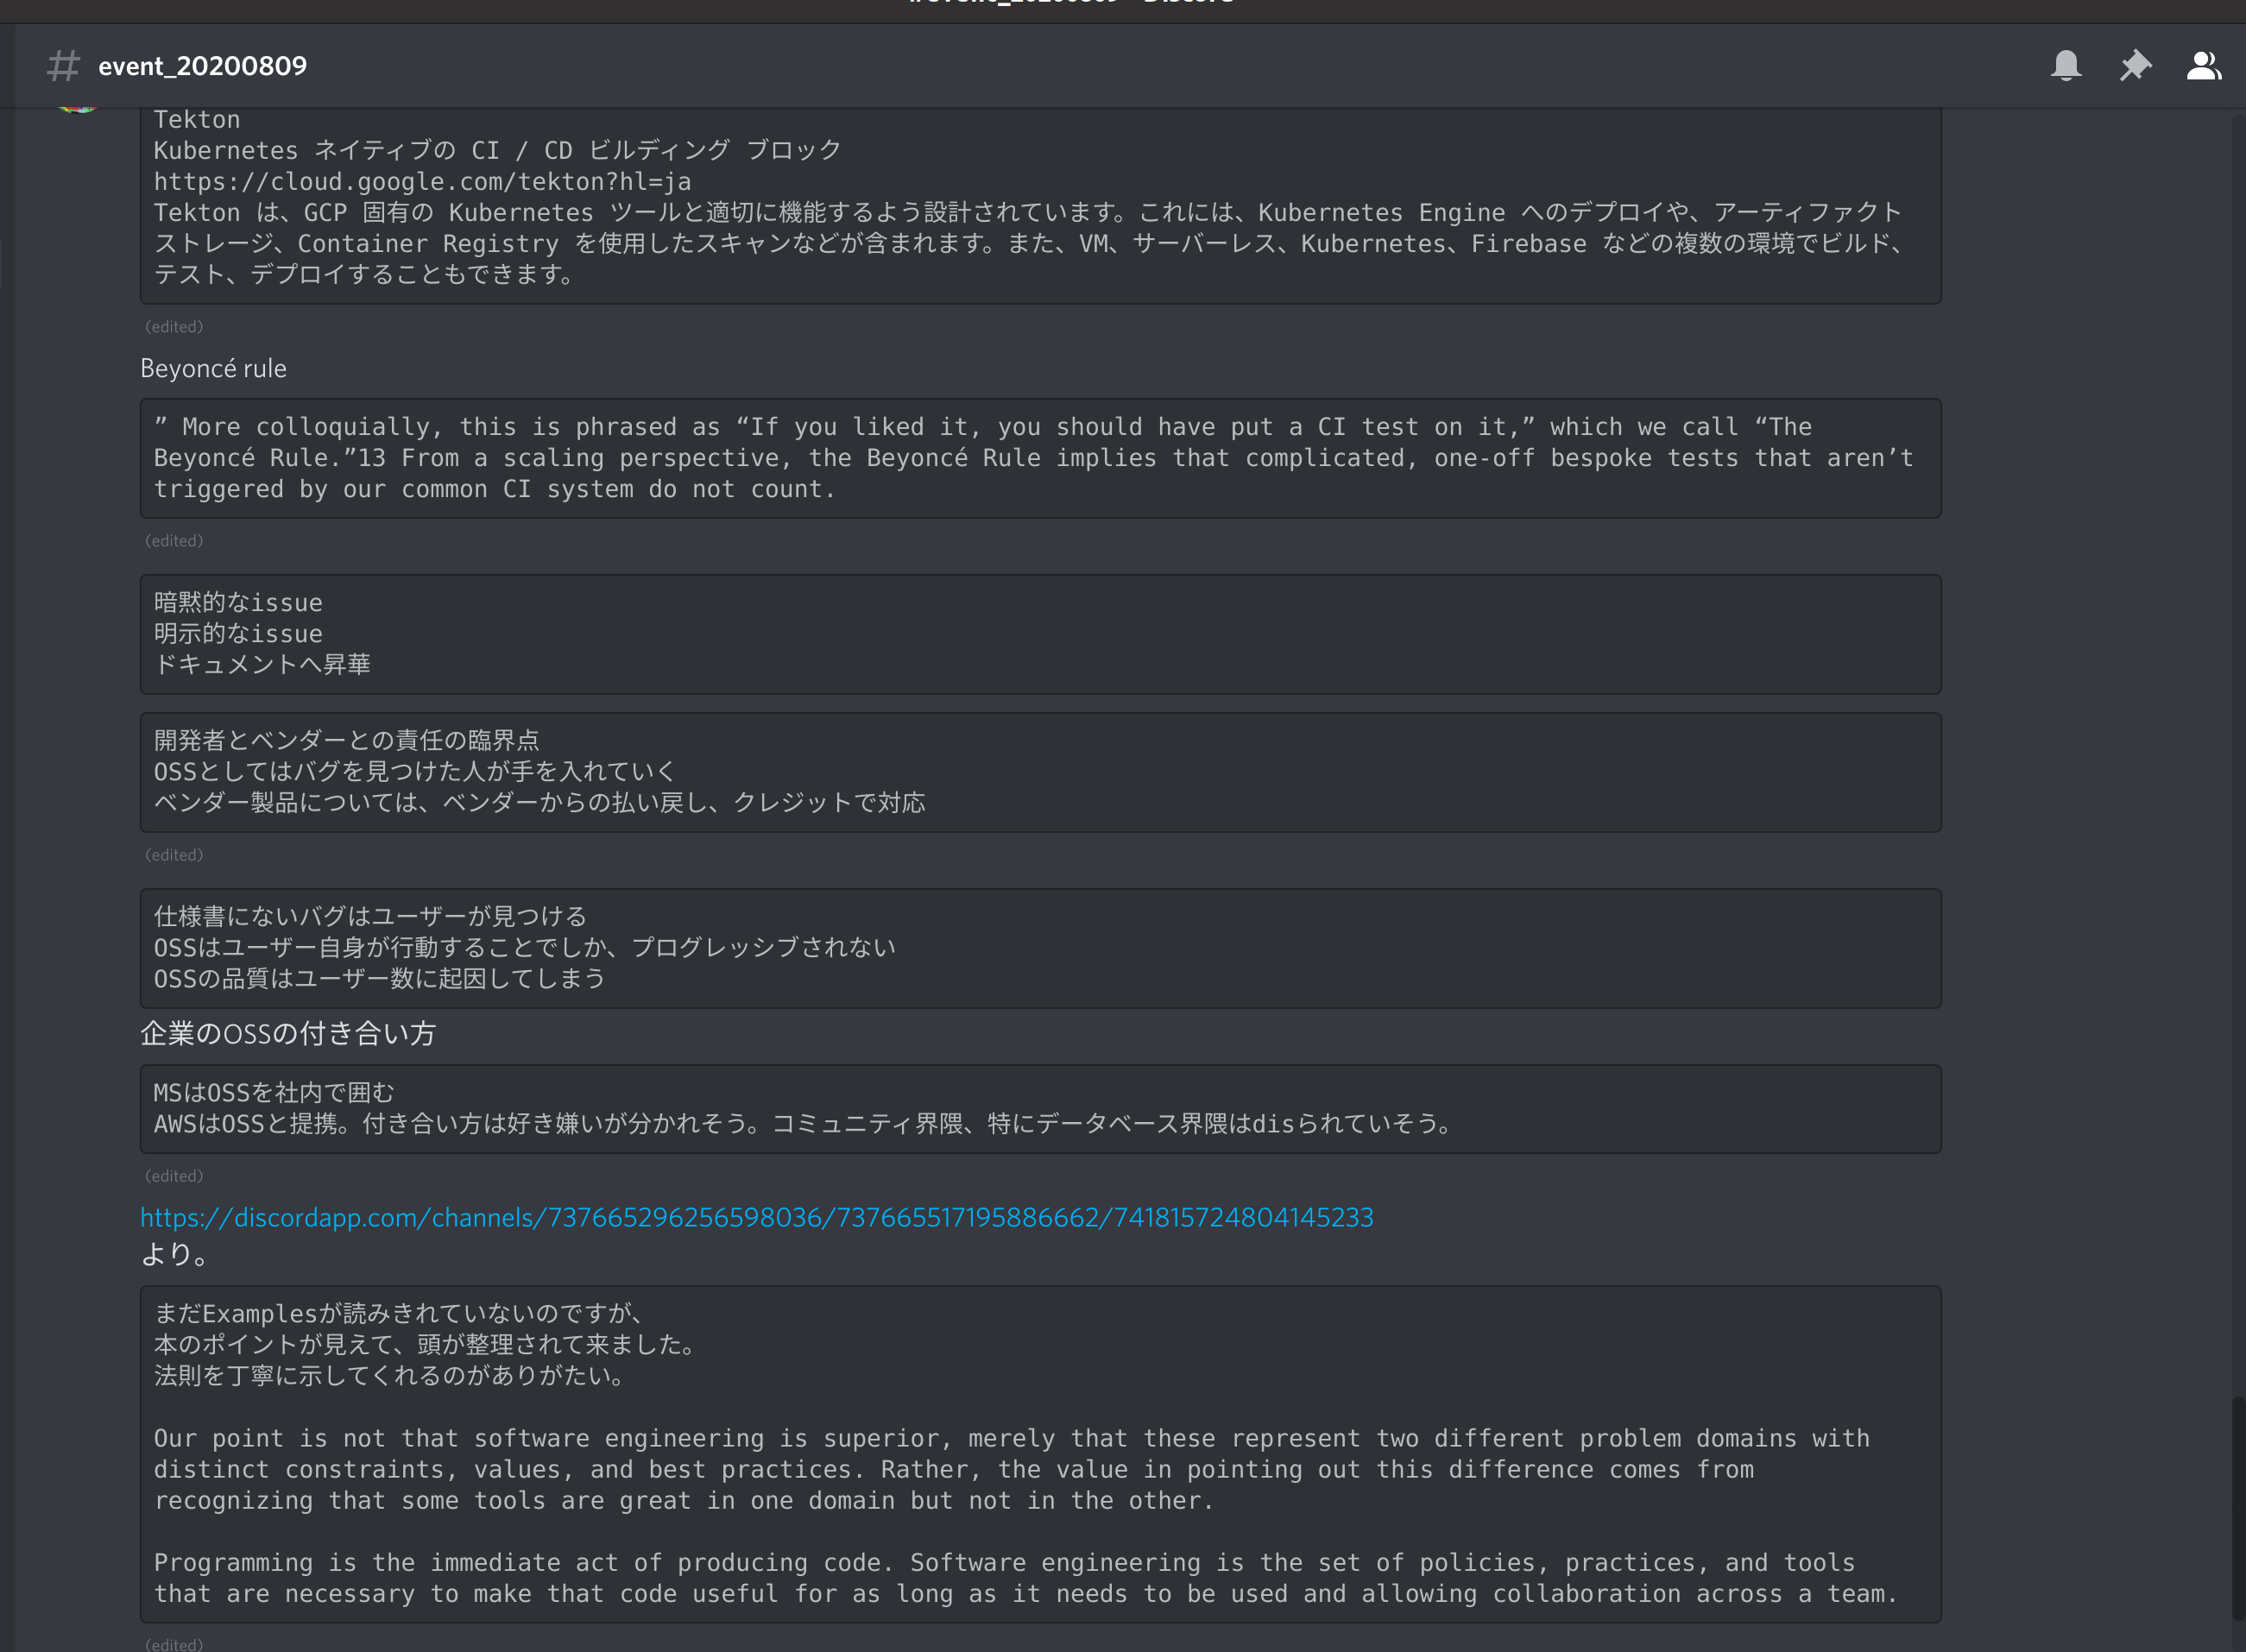 # event_20200809
Tekton
Kubernetes ネイティブの CI / CD ビルディング ブロック
https://cloud.google.com/tekton?hl=ja
Tekton は、GCP 固有の Kubernetes ツールと適切に機能するよう設計されています。これには、Kubernetes Engine へのデプロイや、アーティファクト
ストレージ、Container Registry を使用したスキャンなどが含まれます。また、VM、サーバーレス、Kubernetes、Firebase などの複数の環境でビルド、
テスト、デプロイすることもできます。
(edited)
Beyoncé rule
” More colloquially, this is phrased as “If you liked it, you should have put a CI test on it,” which we call “The
Beyoncé Rule.”13 From a scaling perspective, the Beyoncé Rule implies that complicated, one-off bespoke tests that aren’t
triggered by our common CI system do not count.
(edited)
暗黙的なissue
明示的なissue
ドキュメントへ昇華
開発者とベンダーとの責任の臨界点
OSSとしてはバグを見つけた人が手を入れていく
ベンダー製品については、ベンダーからの払い戻し、クレジットで対応
(edited)
仕様書にないバグはユーザーが見つける
OSSはユーザー自身が行動することでしか、プログレッシブされない
OSSの品質はユーザー数に起因してしまう
企業のOSSの付き合い方
MSはOSSを社内で囲む
AWSはOSSと提携。付き合い方は好き嫌いが分かれそう。コミュニティ界隈、特にデータベース界隈はdisられていそう。
(edited)
https://discordapp.com/channels/737665296256598036/737665517195886662/741815724804145233
より。
まだExamplesが読みきれていないのですが、
本のポイントが見えて、頭が整理されて来ました。
法則を丁寧に示してくれるのがありがたい。
Our point is not that software engineering is superior, merely that these represent two different problem domains with
distinct constraints, values, and best practices. Rather, the value in pointing out this difference comes from
recognizing that some tools are great in one domain but not in the other.
Programming is the immediate act of producing code. Software engineering is the set of policies, practices, and tools
that are necessary to make that code useful for as long as it needs to be used and allowing collaboration across a team.
(edited)